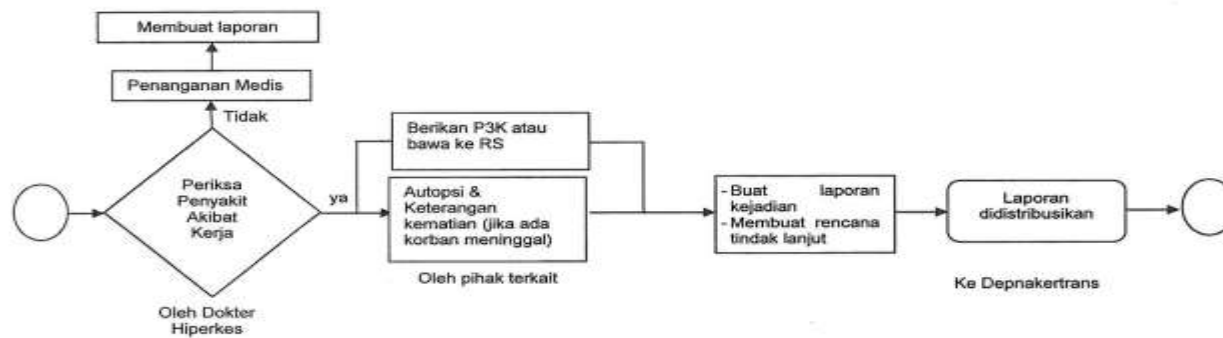 Membuat laporan
Penanganan Medis
Tidak
Periksa
Penyakit
Akibat
Kerja
Oleh Dokter
Hiperkes
ya
Berikan P3K atau
bawa ke RS
Autopsi &
Keterangan
kematian (jika ada
korban meninggal)
Oleh pihak terkait
- Buat laporan
kejadian
- Membuat rencana
tindak lanjut
Laporan
didistribusikan
Ke Depnakertrans